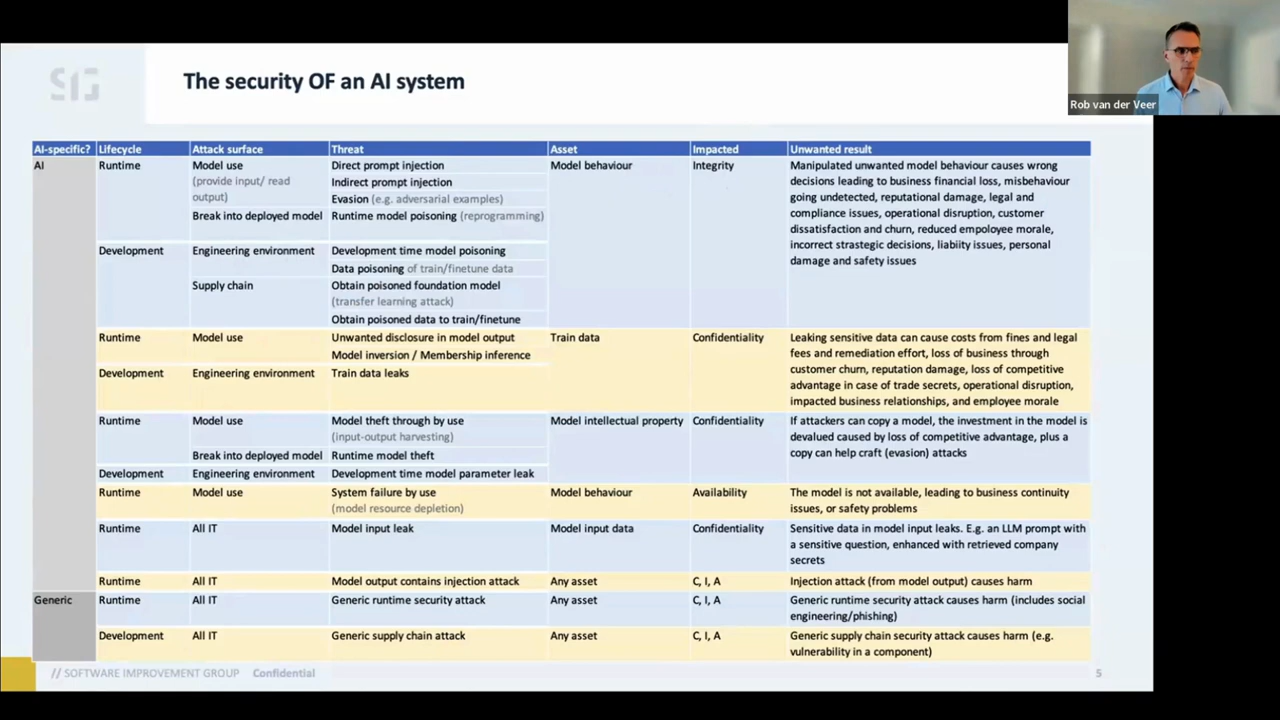 SIG
The security OF an AI system
Rob van der Veer
AI-specific? Lifecycle Attack surface Threat Asset Impacted Unwanted result
AI Runtime Model use Direct prompt injection Model behaviour Integrity Manipulated unwanted model behaviour causes wrong
(provide input/ read Indirect prompt injection decisions leading to business financial loss, misbehaviour
output) Evasion (e.g. adversarial examples) going undetected, reputational damage, legal and
Break into deployed model Runtime model poisoning (reprogramming) compliance issues, operational disruption, customer
dissatisfaction and churn, reduced empoloyee morale,
Development Engineering environment Development time model poisoning incorrect strastegic decisions, liabiity issues, personal
Data poisoning of train/finetune data damage and safety issues
Supply chain Obtain poisoned foundation model
(transfer learning attack)
Obtain poisoned data to train/finetune
Runtime Model use Unwanted disclosure in model output Train data Confidentiality Leaking sensitive data can cause costs from fines and legal
Model inversion / Membership inference fees and remediation effort, loss of business through
Development Engineering environment Train data leaks customer churn, reputation damage, loss of competitive
advantage in case of trade secrets, operational disruption,
impacted business relationships, and employee morale
Runtime Model use Model theft through by use Model intellectual property Confidentiality If attackers can copy a model, the investment in the model is
(input-output harvesting) devalued caused by loss of competitive advantage, plus a
Break into deployed model Runtime model theft copy can help craft (evasion) attacks
Development Engineering environment Development time model parameter leak
Runtime Model use System failure by use Model behaviour Availability The model is not available, leading to business continuity
(model resource depletion) issues, or safety problems
Runtime All IT Model input leak Model input data Confidentiality Sensitive data in model input leaks. E.g. an LLM prompt with
a sensitive question, enhanced with retrieved company
secrets
Runtime All IT Model output contains injection attack Any asset C, I, A Injection attack (from model output) causes harm
Generic Runtime All IT Generic runtime security attack Any asset C, I, A Generic runtime security attack causes harm (includes social
engineering/phishing)
Development All IT Generic supply chain attack Any asset C, I, A Generic supply chain security attack causes harm (e.g.
vulnerability in a component)
// SOFTWARE IMPROVEMENT GROUP Confidential 5